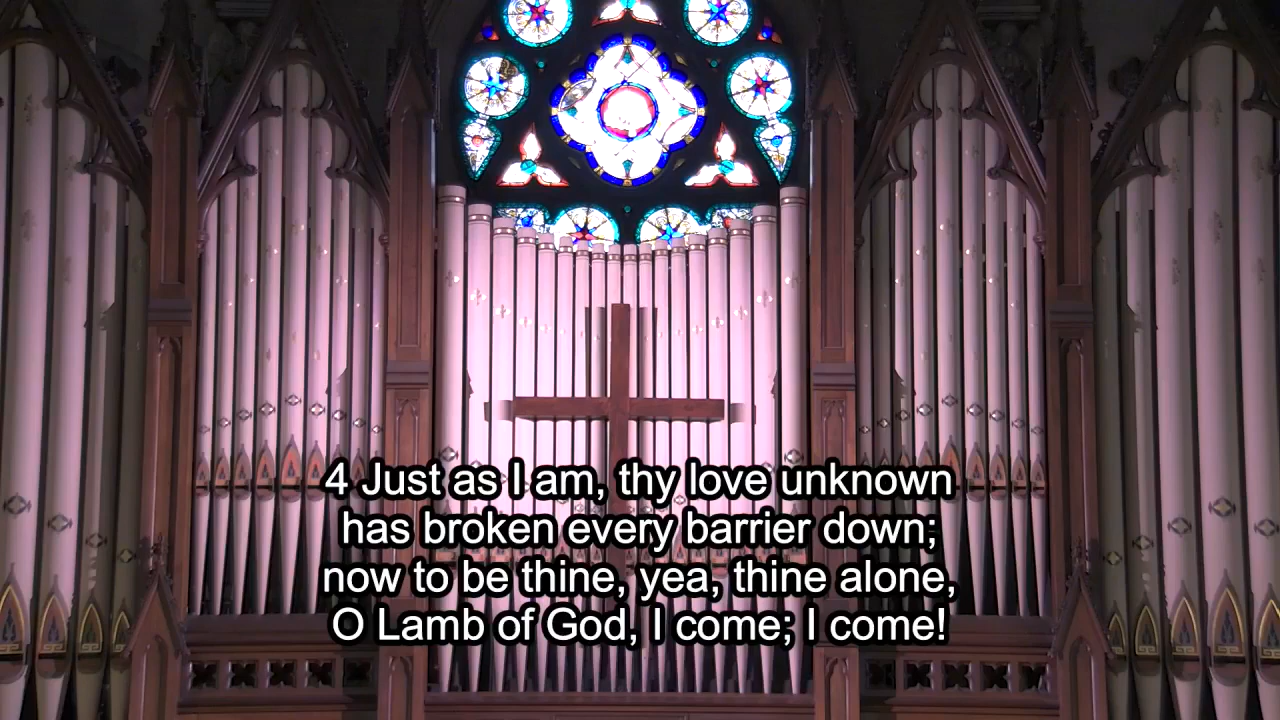 4 Just as I am, thy love unknown
has broken every barrier down;
now to be thine, yea, thine alone,
O Lamb of God, I come; I come!